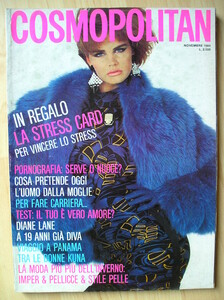 COSMOPOLITAN
NOVEMBRE
IN REGALO
LA STRESS CARD
PER VINCERE LO STRESS
PORNOGRAFIA: SERVE O NUOCE?
COSA PRETENDE OGGI
L'UOMO DALLA MOGLIE
PER FARE CARRIERA...
TEST: IL TUO È VERO AMORE?
DIANE LANE
A 19 ANNI GIÀ DIVA
VIAGGIO A PANAMA
TRA LE DONNE KUNA
LA MODA PIÙ PIÙ DELL'INVERNO:
IMPER & PELLICCE & STILE PELLE